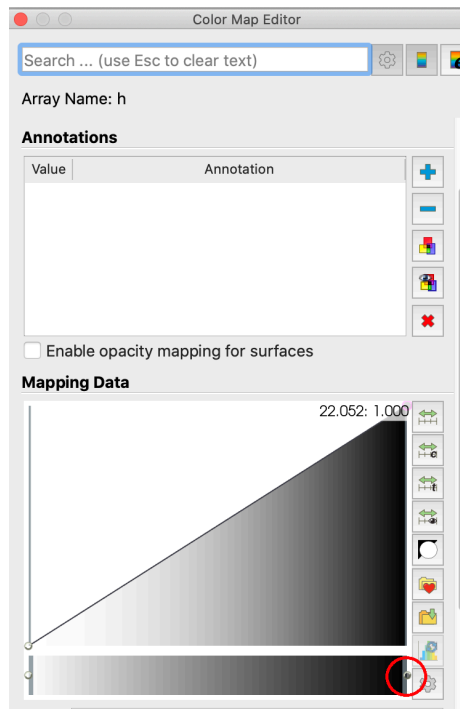 Color Map Editor
Search ... (use Esc to clear text)
Array Name: h
Annotations
Value Annotation
Enable opacity mapping for surfaces
Mapping Data
22.052: 1.000